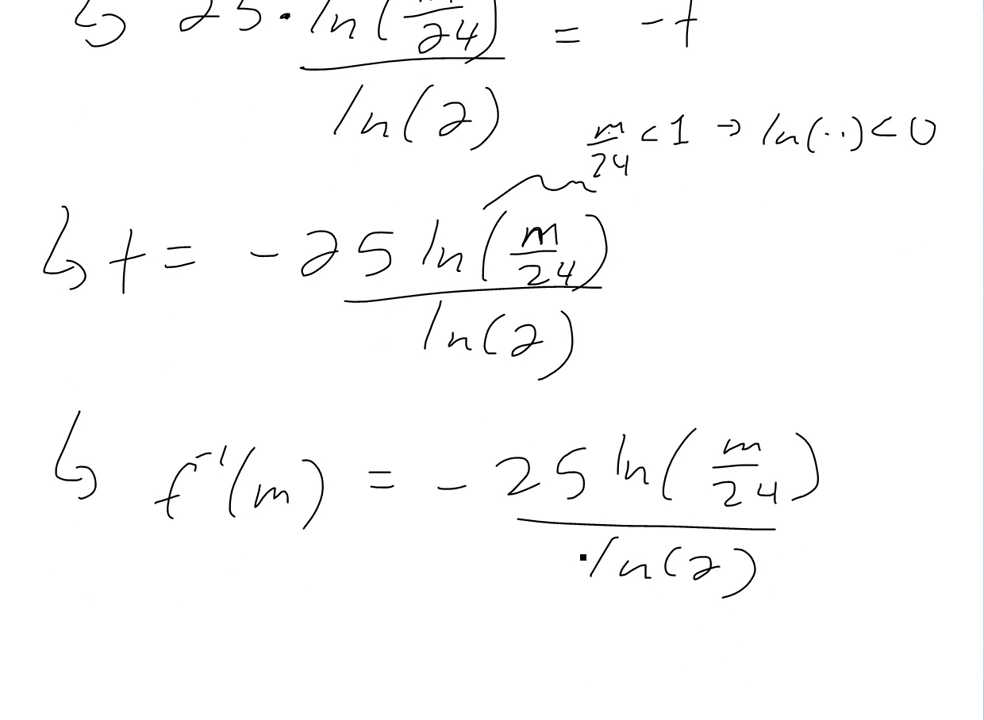 ↳ 25·ln(m/24)/ln(2) = -t
m/24 < 1 → ln(··) < 0
↳ t = -25 ln(m/24)/ln(2)
↳ f⁻¹(m) = -25 ln(m/24)/ln(2)